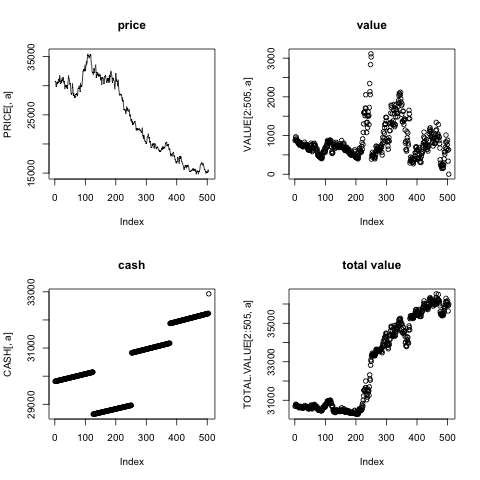 price
PRICE[, a]
35000
25000
15000
0 100 200 300 400 500
Index
value
VALUE[2:505, a]
3000
2000
1000
0
0 100 200 300 400 500
Index
cash
CASH[, a]
33000
31000
29000
0 100 200 300 400 500
Index
total value
TOTAL.VALUE[2:505, a]
35000
33000
31000
0 100 200 300 400 500
Index